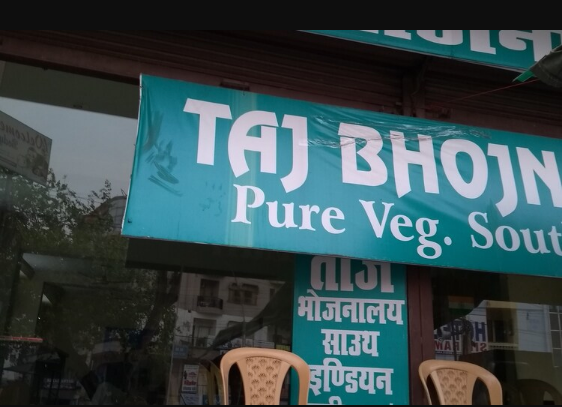 TAJ BHOJN
Pure Veg. Sout
ताज
भोजनालय
साउथ
इण्डियन